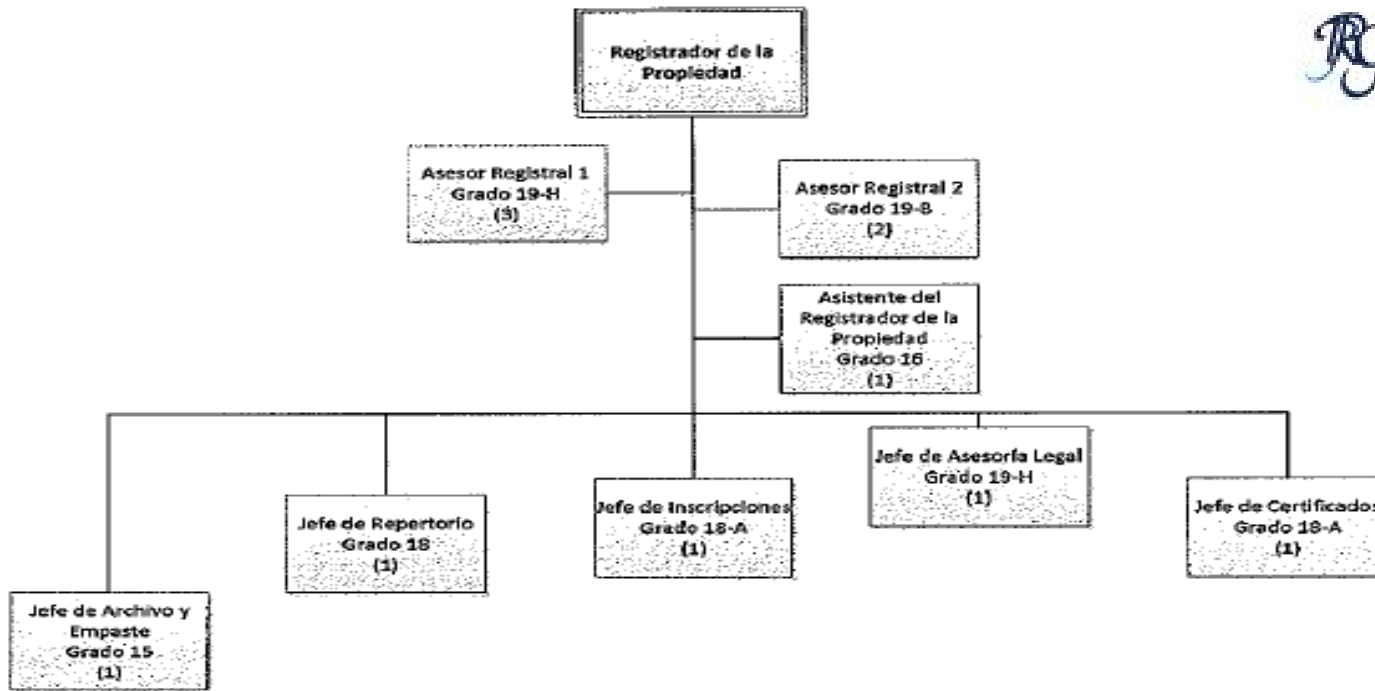 Registrador de la
Propiedad
Asesor Registral 1
Grado 19-H
(3)
Asesor Registral 2
Grado 19-B
(2)
Asistente del
Registrador de la
Propiedad
Grado 16
(1)
Jefe de Archivo y
Empaste
Grado 15
(1)
Jefe de Repertorio
Grado 18
(1)
Jefe de Inscripciones
Grado 18-A
(1)
Jefe de Asesoría Legal
Grado 19-H
(1)
Jefe de Certificados
Grado 18-A
(1)